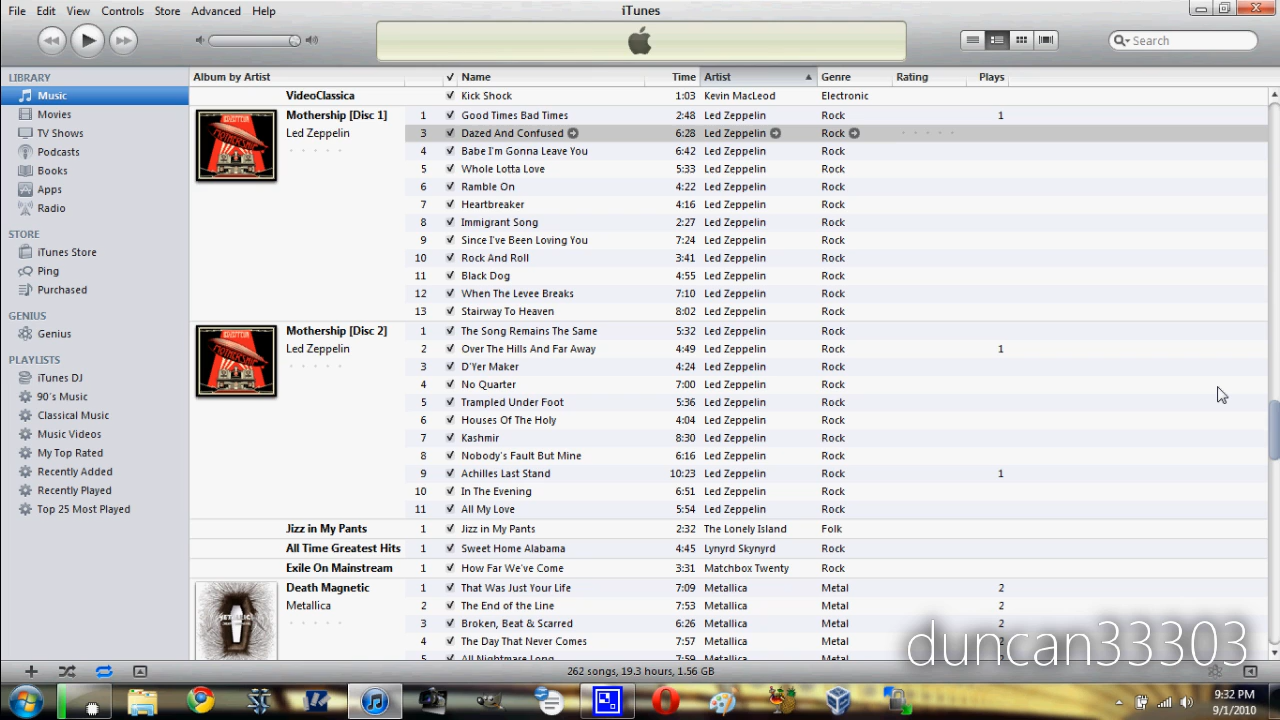 File Edit View Controls Store Advanced Help
iTunes
Search
LIBRARY
Music
Movies
TV Shows
Podcasts
Books
Apps
Radio
STORE
iTunes Store
Ping
Purchased
GENIUS
Genius
PLAYLISTS
iTunes DJ
90's Music
Classical Music
Music Videos
My Top Rated
Recently Added
Recently Played
Top 25 Most Played
Album by Artist Name Time Artist Genre Rating Plays
VideoClassica Kick Shock 1:03 Kevin MacLeod Electronic
Mothership [Disc 1] 1 Good Times Bad Times 2:48 Led Zeppelin Rock 1
Led Zeppelin 3 Dazed And Confused 6:28 Led Zeppelin Rock
4 Babe I'm Gonna Leave You 6:42 Led Zeppelin Rock
5 Whole Lotta Love 5:33 Led Zeppelin Rock
6 Ramble On 4:22 Led Zeppelin Rock
7 Heartbreaker 4:16 Led Zeppelin Rock
8 Immigrant Song 2:27 Led Zeppelin Rock
9 Since I've Been Loving You 7:24 Led Zeppelin Rock
10 Rock And Roll 3:41 Led Zeppelin Rock
11 Black Dog 4:55 Led Zeppelin Rock
12 When The Levee Breaks 7:10 Led Zeppelin Rock
13 Stairway To Heaven 8:02 Led Zeppelin Rock
Mothership [Disc 2] 1 The Song Remains The Same 5:32 Led Zeppelin Rock
Led Zeppelin 2 Over The Hills And Far Away 4:49 Led Zeppelin Rock 1
3 D'Yer Maker 4:24 Led Zeppelin Rock
4 No Quarter 7:00 Led Zeppelin Rock
5 Trampled Under Foot 5:36 Led Zeppelin Rock
6 Houses Of The Holy 4:04 Led Zeppelin Rock
7 Kashmir 8:30 Led Zeppelin Rock
8 Nobody's Fault But Mine 6:16 Led Zeppelin Rock
9 Achilles Last Stand 10:23 Led Zeppelin Rock 1
10 In The Evening 6:51 Led Zeppelin Rock
11 All My Love 5:54 Led Zeppelin Rock
Jizz in My Pants 1 Jizz in My Pants 2:32 The Lonely Island Folk
All Time Greatest Hits 1 Sweet Home Alabama 4:45 Lynyrd Skynyrd Rock
Exile On Mainstream 1 How Far We've Come 3:31 Matchbox Twenty Rock
Death Magnetic 1 That Was Just Your Life 7:09 Metallica Metal 2
Metallica 2 The End of the Line 7:53 Metallica Metal 2
3 Broken, Beat & Scarred 6:26 Metallica Metal 2
4 The Day That Never Comes 7:57 Metallica Metal 2
5 All Nightmare Long 7:59 Metallica Metal
duncan33303
262 songs, 19.3 hours, 1.56 GB
9:32 PM
9/1/2010